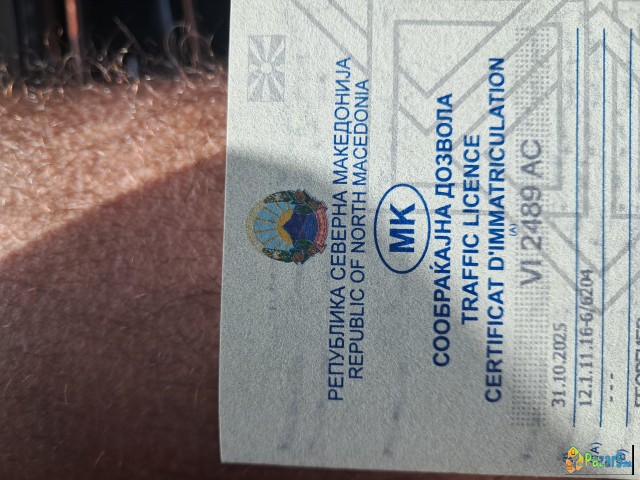 РЕПУБЛИКА СЕВЕРНА МАКЕДОНИЈА
REPUBLIC OF NORTH MACEDONIA
MK
СООБРАЌАЈНА ДОЗВОЛА
TRAFFIC LICENCE
CERTIFICAT D'IMMATRICULATION
(A)
VI 2489 AC
31.10.2025
12.1.11.16-6/6204
---
Pazar3